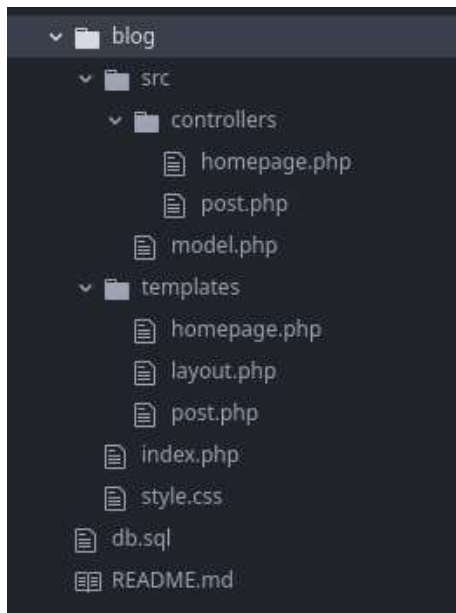 blog
src
controllers
homepage.php
post.php
model.php
templates
homepage.php
layout.php
post.php
index.php
style.css
db.sql
README.md